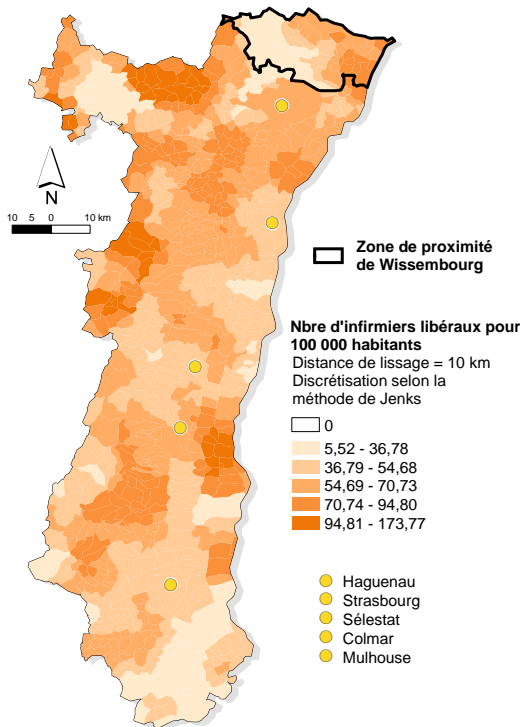 N
10 5 0 10 km
Zone de proximité
de Wissembourg
Nbre d'infirmiers libéraux pour
100 000 habitants
Distance de lissage = 10 km
Discrétisation selon la
méthode de Jenks
0
5,52 - 36,78
36,79 - 54,68
54,69 - 70,73
70,74 - 94,80
94,81 - 173,77
Haguenau
Strasbourg
Sélestat
Colmar
Mulhouse